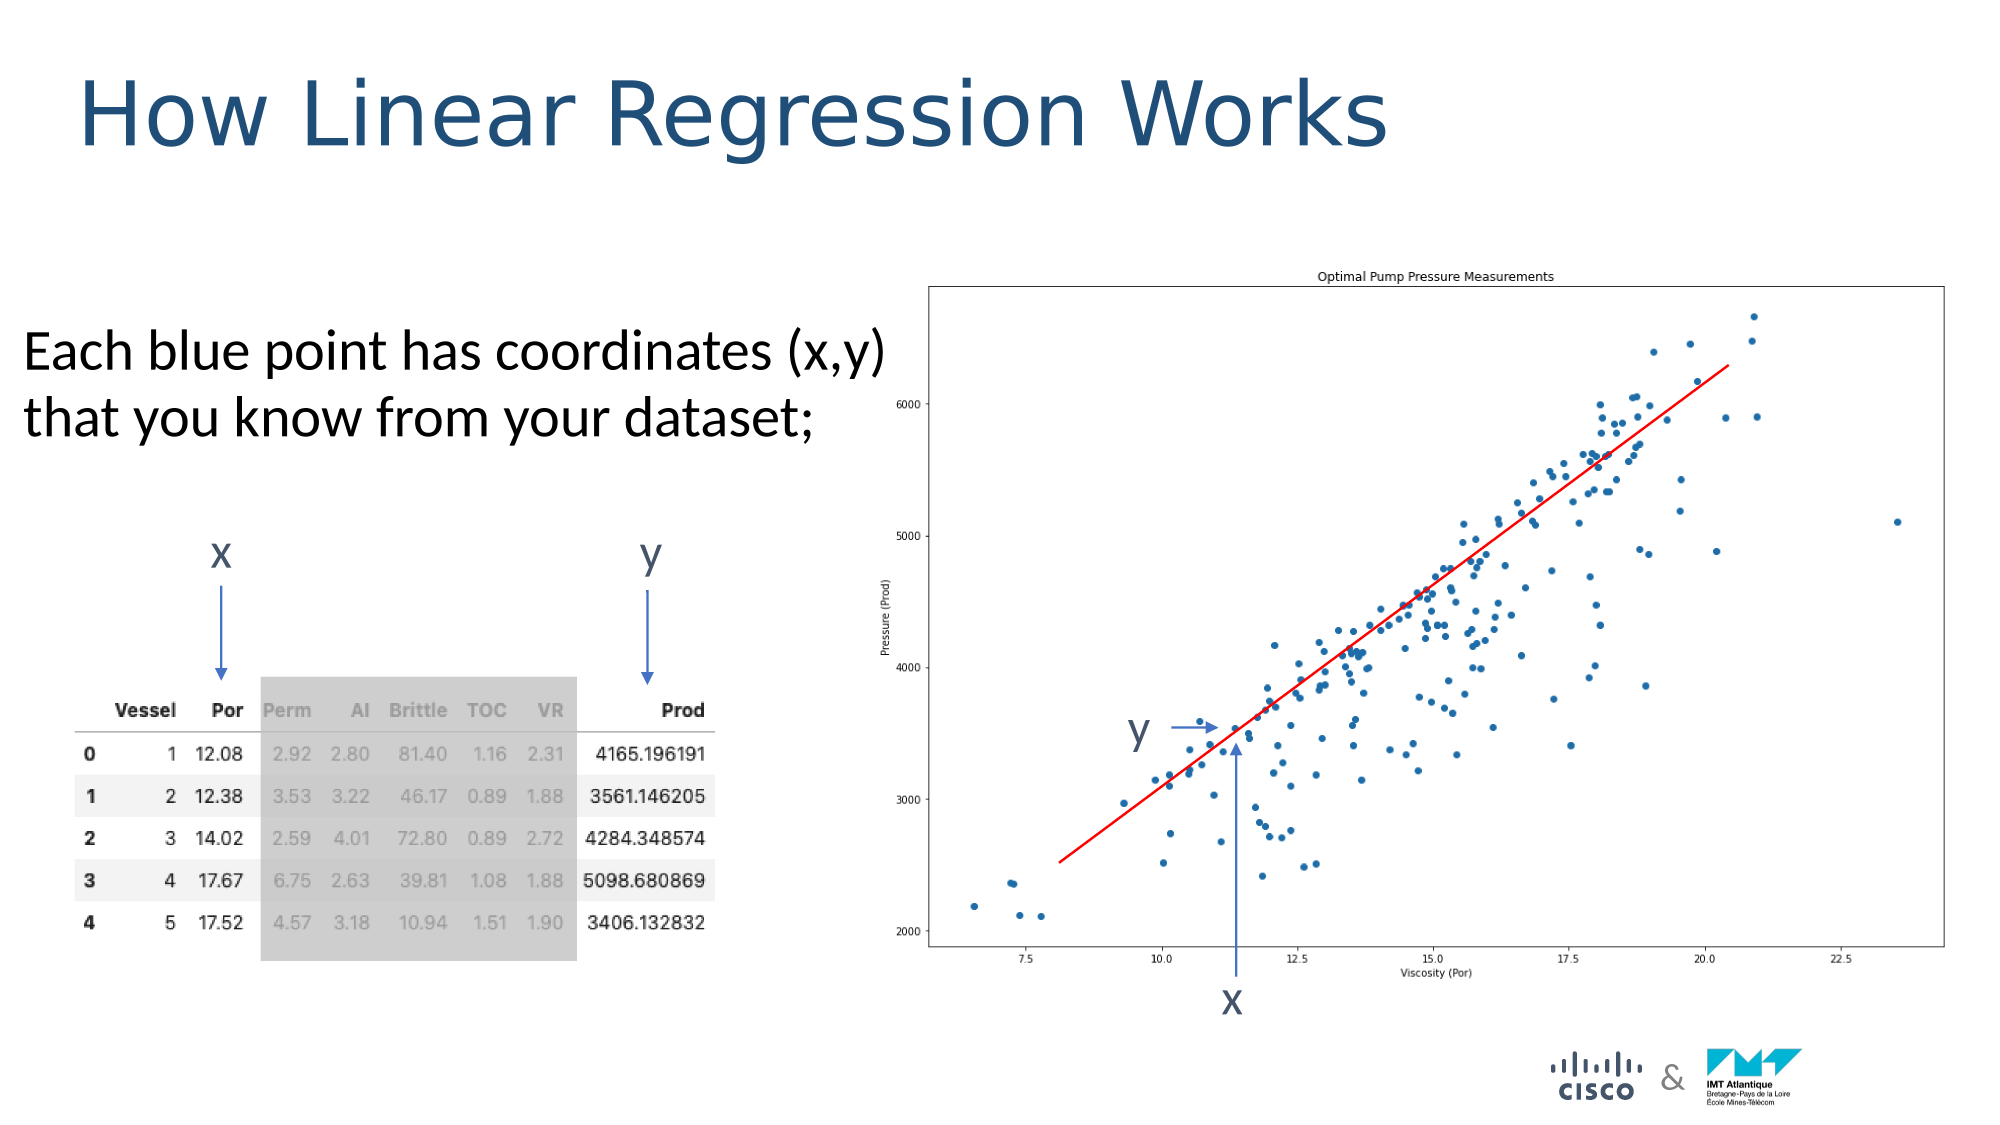 How Linear Regression Works
Each blue point has coordinates (x,y)
that you know from your dataset;
x y
Vessel Por Perm AI Brittle TOC VR Prod
0 1 12.08 2.92 2.80 81.40 1.16 2.31 4165.196191
1 2 12.38 3.53 3.22 46.17 0.89 1.88 3561.146205
2 3 14.02 2.59 4.01 72.80 0.89 2.72 4284.348574
3 4 17.67 6.75 2.63 39.81 1.08 1.88 5098.680869
4 5 17.52 4.57 3.18 10.94 1.51 1.90 3406.132832
Optimal Pump Pressure Measurements
6000
5000
4000
3000
2000
Pressure (Prod)
y
7.5 10.0 12.5 15.0 17.5 20.0 22.5
Viscosity (Por)
x
CISCO & IMT Atlantique
Bretagne-Pays de la Loire
École Mines-Télécom